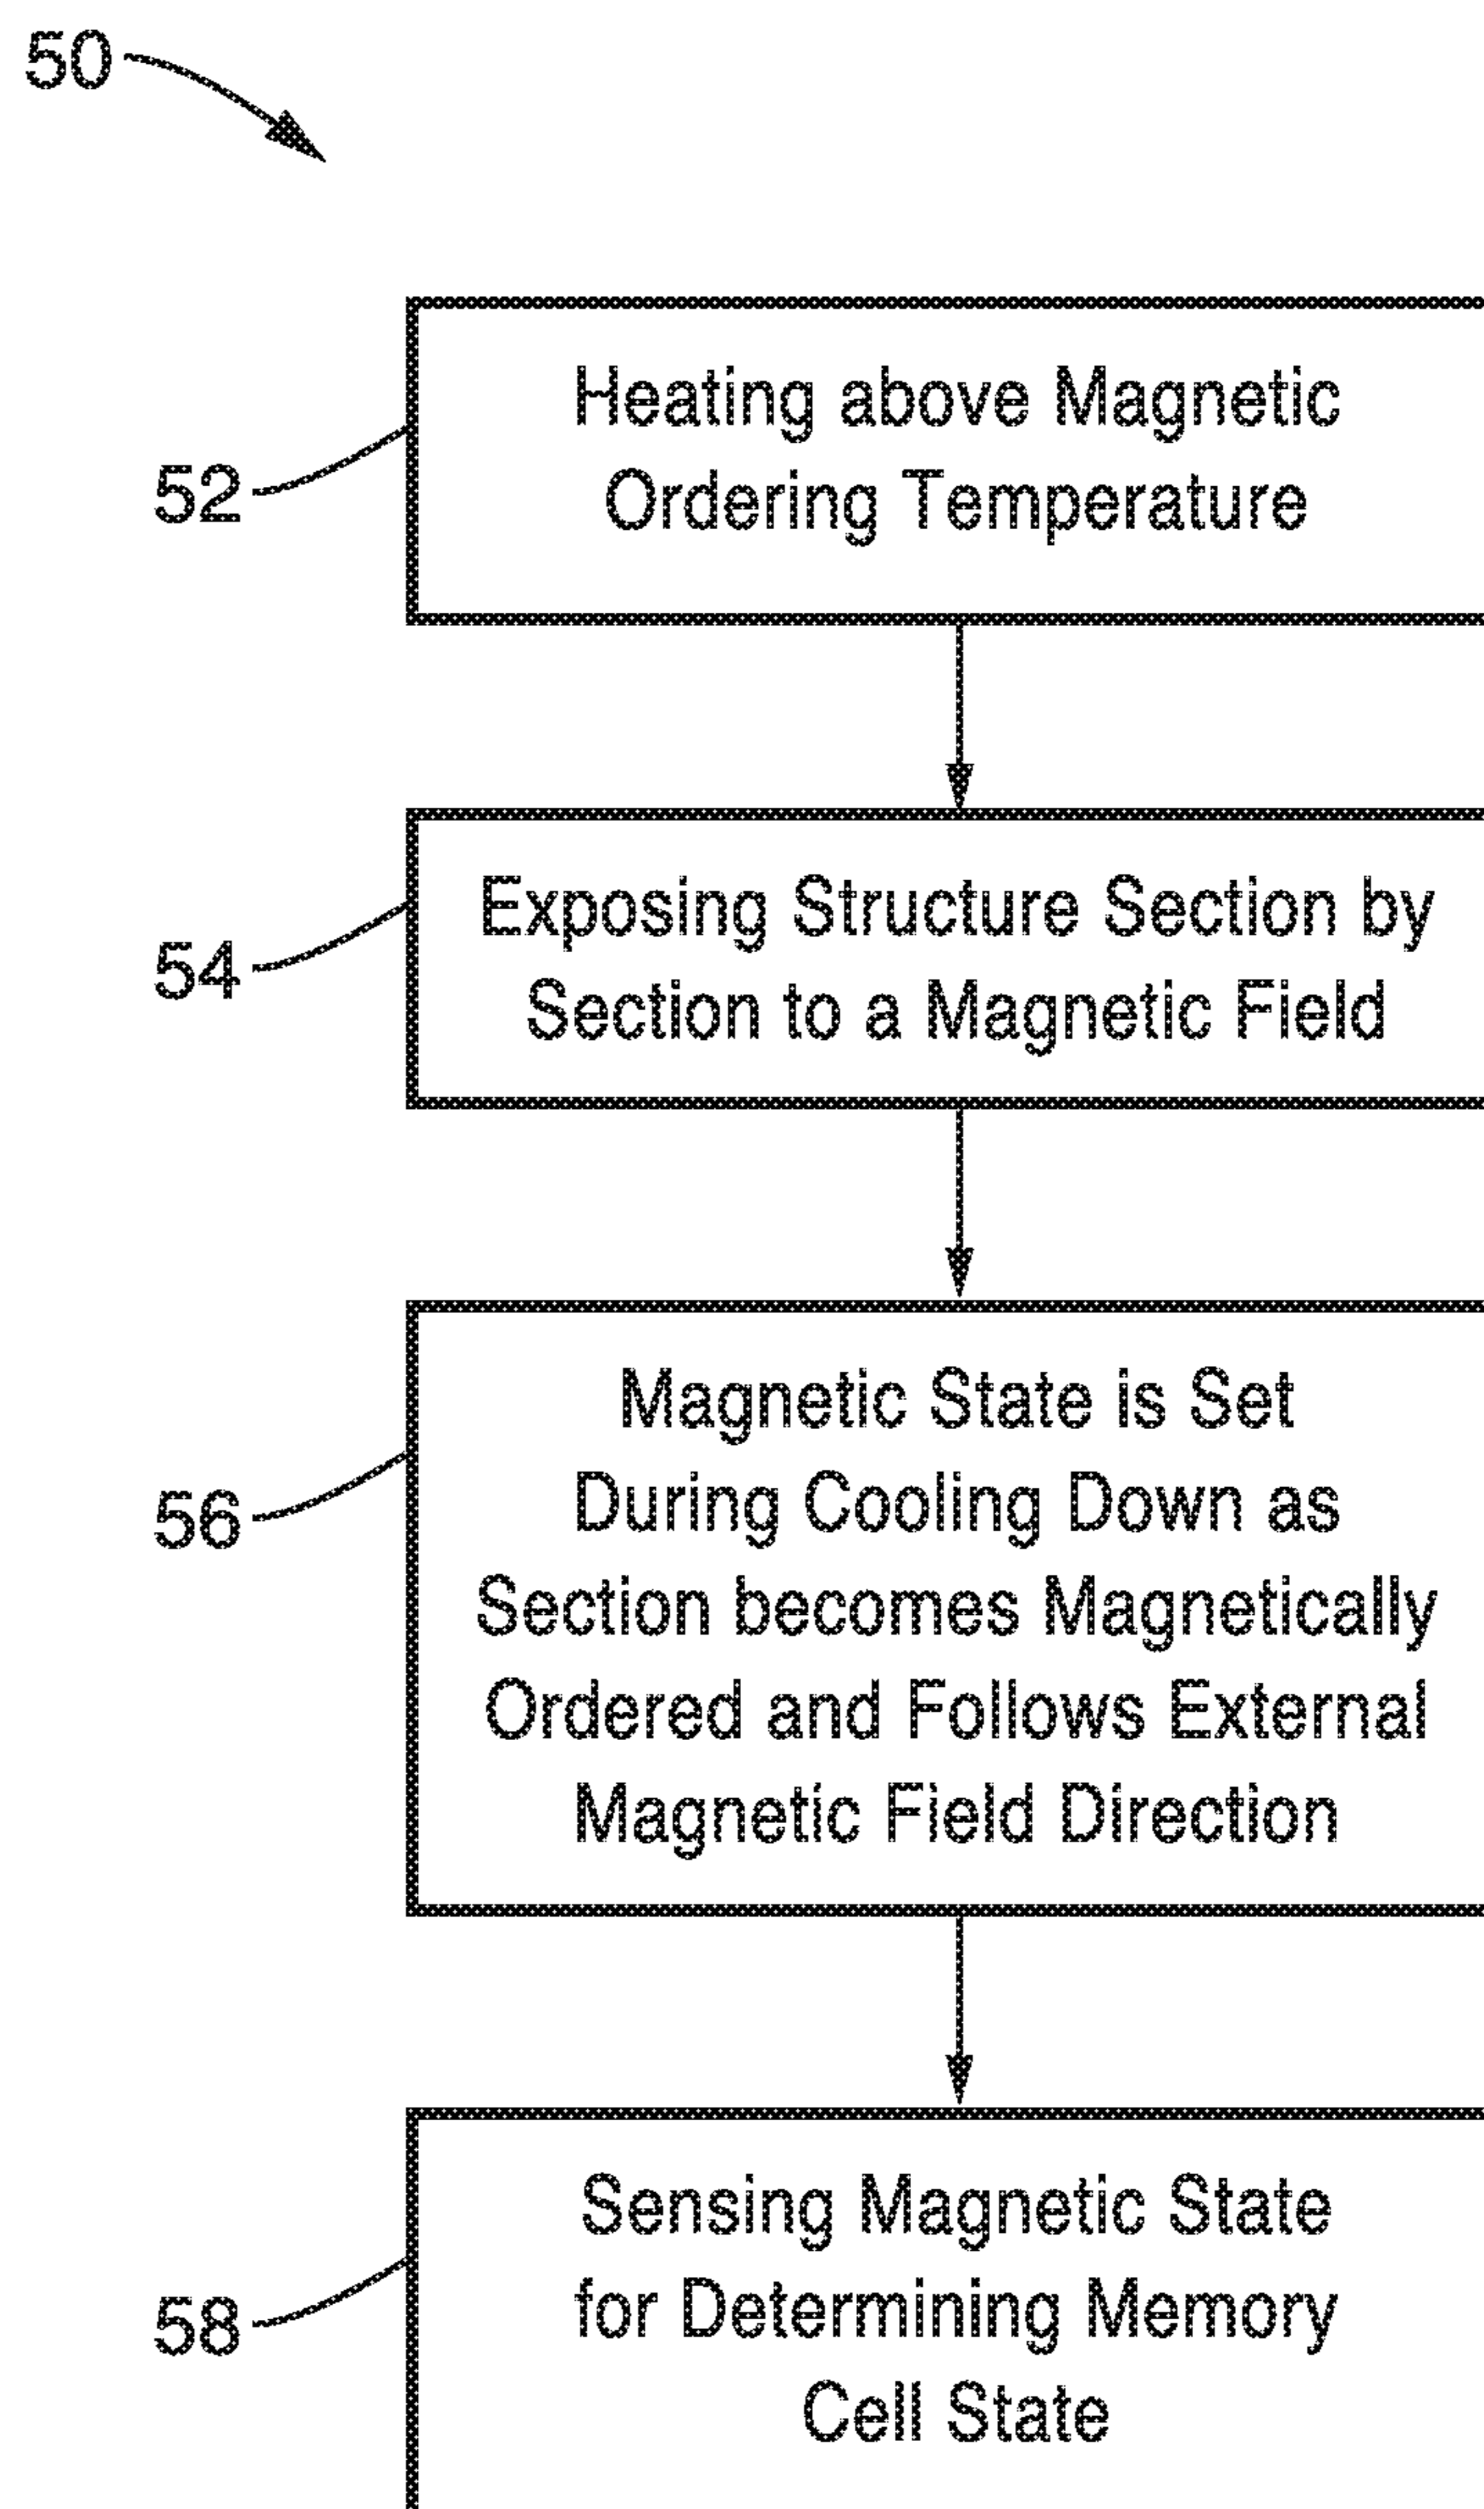 50
52
Heating above Magnetic
Ordering Temperature
54
Exposing Structure Section by
Section to a Magnetic Field
56
Magnetic State is Set
During Cooling Down as
Section becomes Magnetically
Ordered and Follows External
Magnetic Field Direction
58
Sensing Magnetic State
for Determining Memory
Cell State